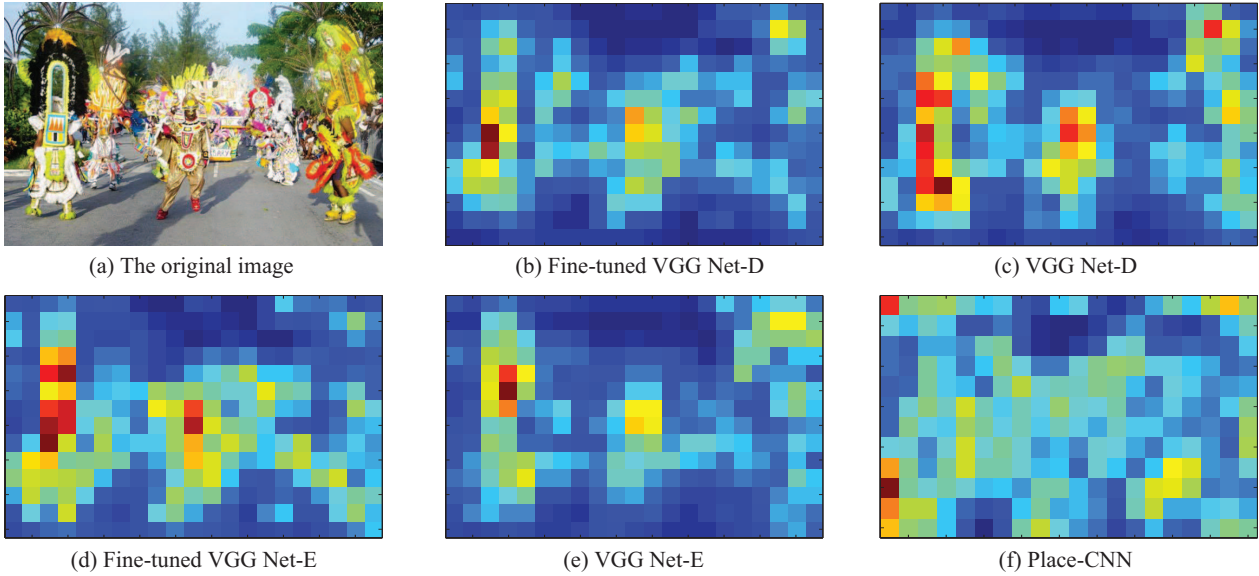 (a) The original image
(b) Fine-tuned VGG Net-D
(c) VGG Net-D
(d) Fine-tuned VGG Net-E
(e) VGG Net-E
(f) Place-CNN